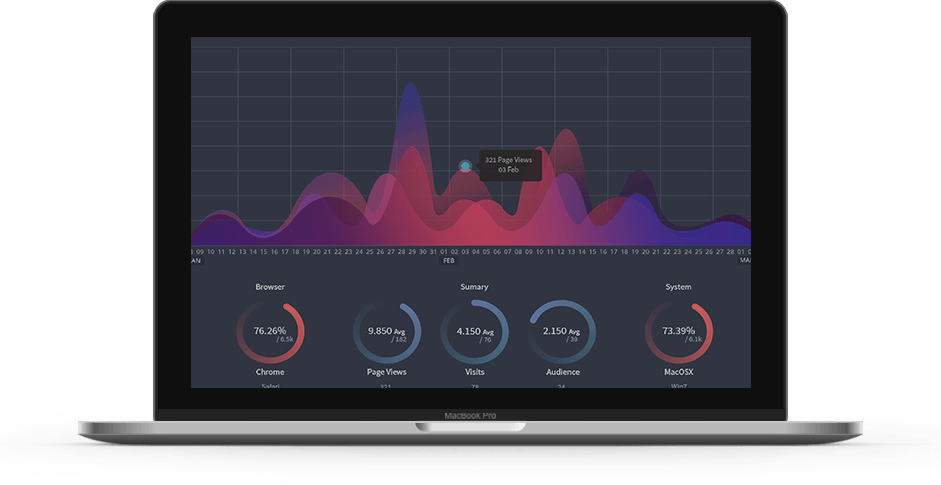 321 Page Views
03 Feb
09 10 11 12 13 14 15 16 17 18 19 20 21 22 23 24 25 26 27 28 29 30 31 01 02 03 04 05 06 07 08 09 10 11 12 13 14 15 16 17 18 19 20 21 22 23 24 25 26 27 28 01
AN FEB MA
Browser Sumary System
76.26% 9.850 Avg 4.150 Avg 2.150 Avg 73.39%
/ 6.5k / 182 / 76 / 39 / 6.1k
Chrome Page Views Visits Audience MacOSX
Safari 321 78 24 Win7
MacBook Pro